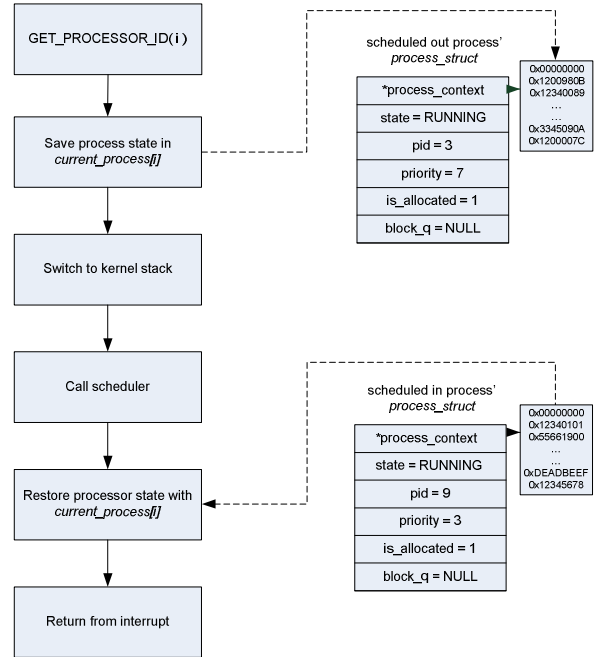 GET_PROCESSOR_ID(i)
Save process state in
current_process[i]
Switch to kernel stack
Call scheduler
Restore processor state with
current_process[i]
Return from interrupt
scheduled out process'
process_struct
*process_context
state = RUNNING
pid = 3
priority = 7
is_allocated = 1
block_q = NULL
0x00000000
0x1200980B
0x12340089
...
...
0x3345090A
0x1200007C
scheduled in process'
process_struct
*process_context
state = RUNNING
pid = 9
priority = 3
is_allocated = 1
block_q = NULL
0x00000000
0x12340101
0x55661900
...
...
0xDEADBEEF
0x12345678